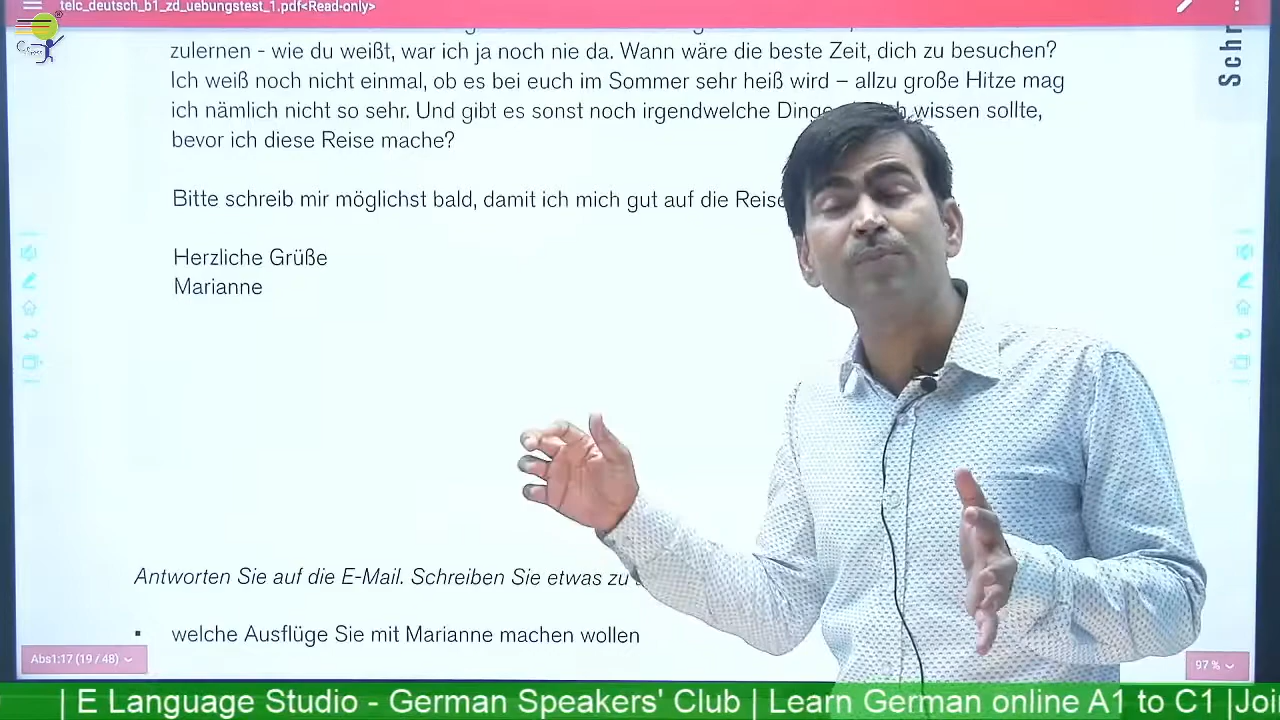 telc_deutsch_b1_zd_uebungstest_1.pdf<Read-only>
zulernen - wie du weißt, war ich ja noch nie da. Wann wäre die beste Zeit, dich zu besuchen?
Ich weiß noch nicht einmal, ob es bei euch im Sommer sehr heiß wird – allzu große Hitze mag
ich nämlich nicht so sehr. Und gibt es sonst noch irgendwelche Dinge wissen sollte,
bevor ich diese Reise mache?
Bitte schreib mir möglichst bald, damit ich mich gut auf die Reise
Herzliche Grüße
Marianne
Antworten Sie auf die E-Mail. Schreiben Sie etwas zu
▪ welche Ausflüge Sie mit Marianne machen wollen
Schr
Abs1:17 (19 / 48)
97 %
| E Language Studio - German Speakers' Club | Learn German online A1 to C1 |Joi